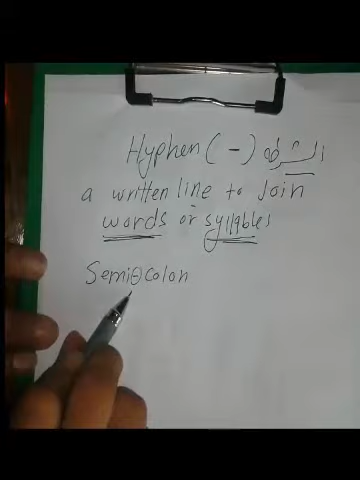 Hyphen (-) الشرطة
a written line to Join
words or syllables
Semi-colon